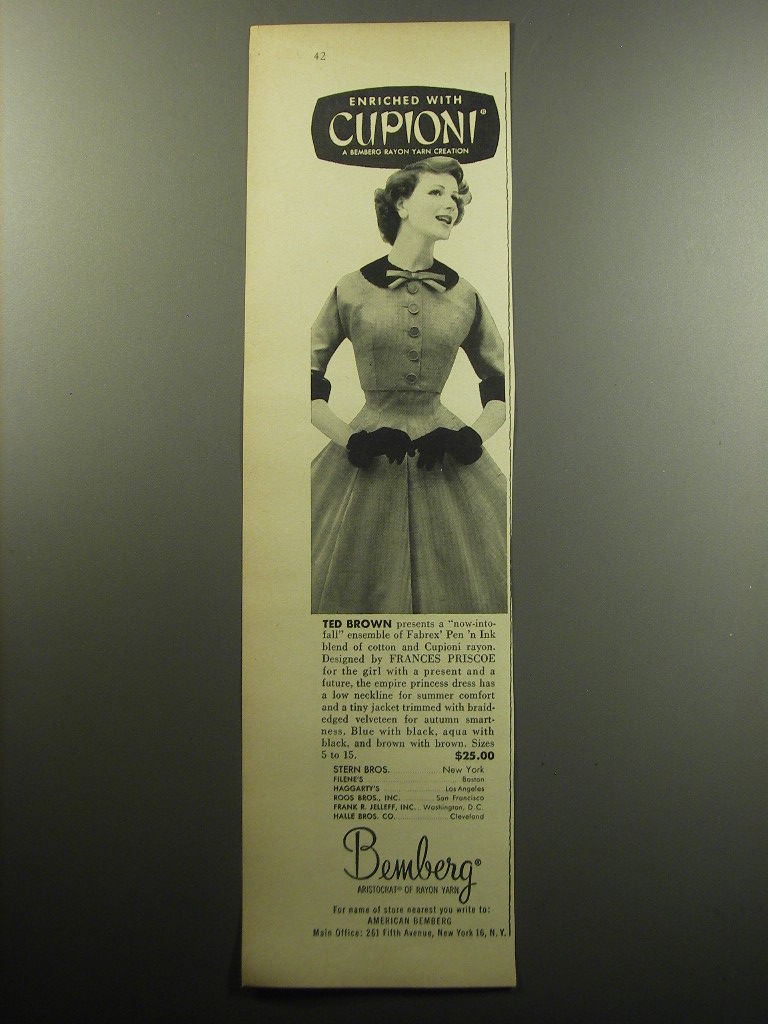 42
ENRICHED WITH
CUPIONI®
A BEMBERG RAYON YARN CREATION
TED BROWN presents a "now-into-
fall" ensemble of Fabrex' Pen 'n Ink
blend of cotton and Cupioni rayon.
Designed by FRANCES PRISCOE
for the girl with a present and a
future, the empire princess dress has
a low neckline for summer comfort
and a tiny jacket trimmed with braid-
edged velveteen for autumn smart-
ness. Blue with black, aqua with
black, and brown with brown. Sizes
5 to 15. $25.00
STERN BROS. New York
FILENE'S Boston
HAGGARTY'S Los Angeles
ROOS BROS., INC. San Francisco
FRANK R. JELLEFF, INC. Washington, D.C.
HALLE BROS. CO. Cleveland
Bemberg®
ARISTOCRAT® OF RAYON YARN
For name of store nearest you write to:
AMERICAN BEMBERG
Main Office: 261 Fifth Avenue, New York 16, N.Y.